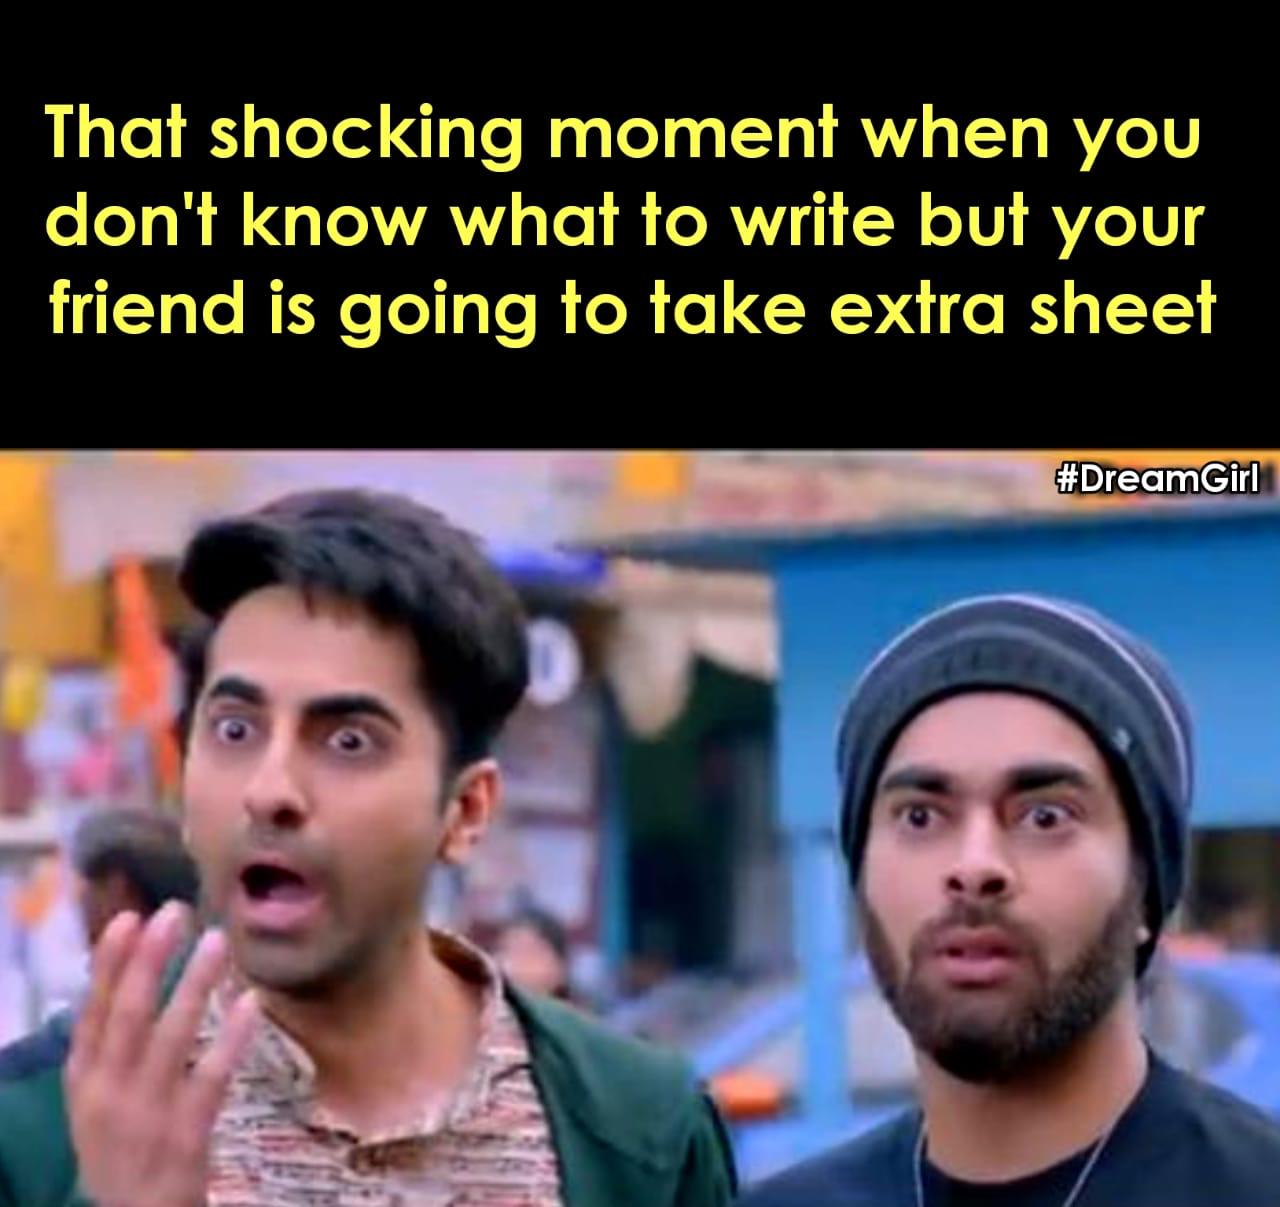 That shocking moment when you
don't know what to write but your
friend is going to take extra sheet
#DreamGirl